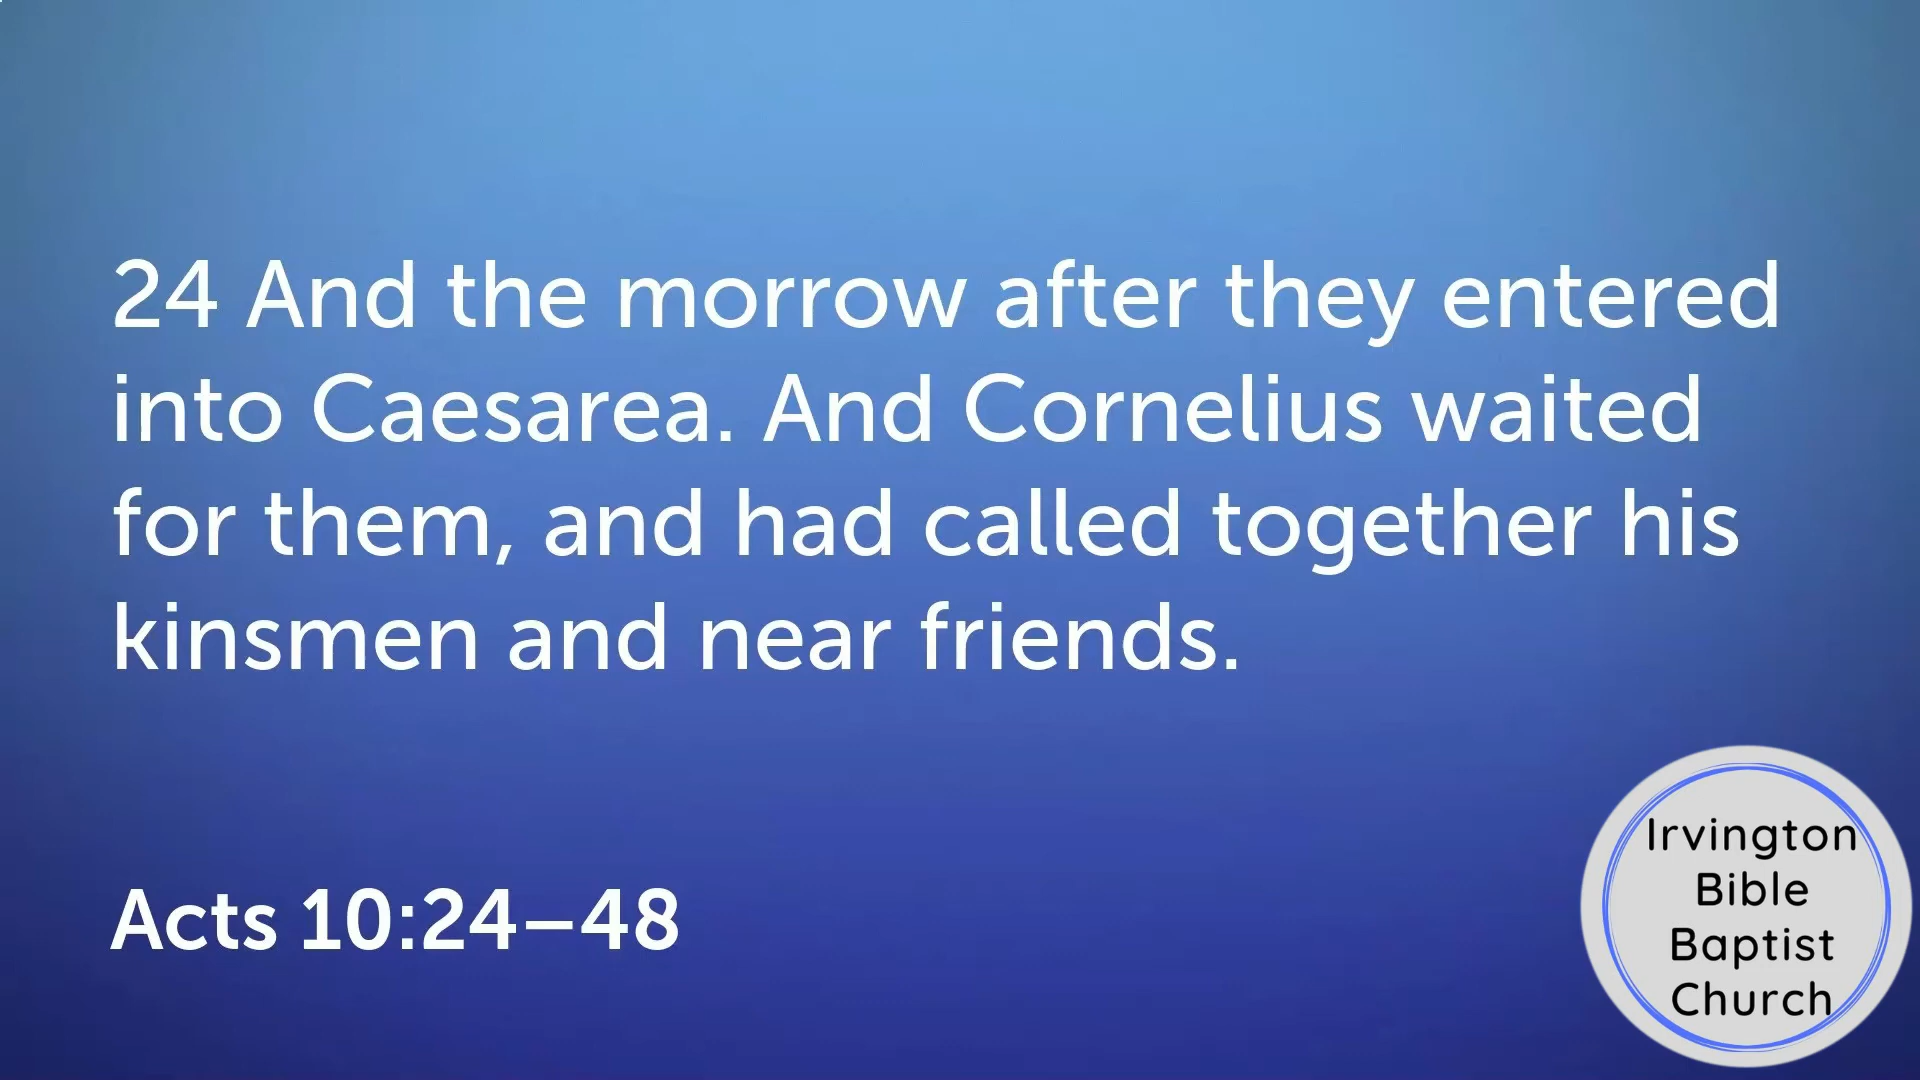 24 And the morrow after they entered
into Caesarea. And Cornelius waited
for them, and had called together his
kinsmen and near friends.
Acts 10:24–48
Irvington
Bible
Baptist
Church